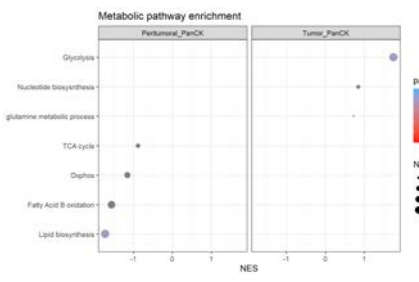 Metabolic pathway enrichment
Peritumoral_PanCK
Tumor_PanCK
Glycolysis
Nucleotide biosynthesis
glutamine metabolic process
TCA cycle
Oxphos
Fatty Acid B oxidation
Lipid biosynthesis
-1 0 1
-1 0 1
NES
p
N